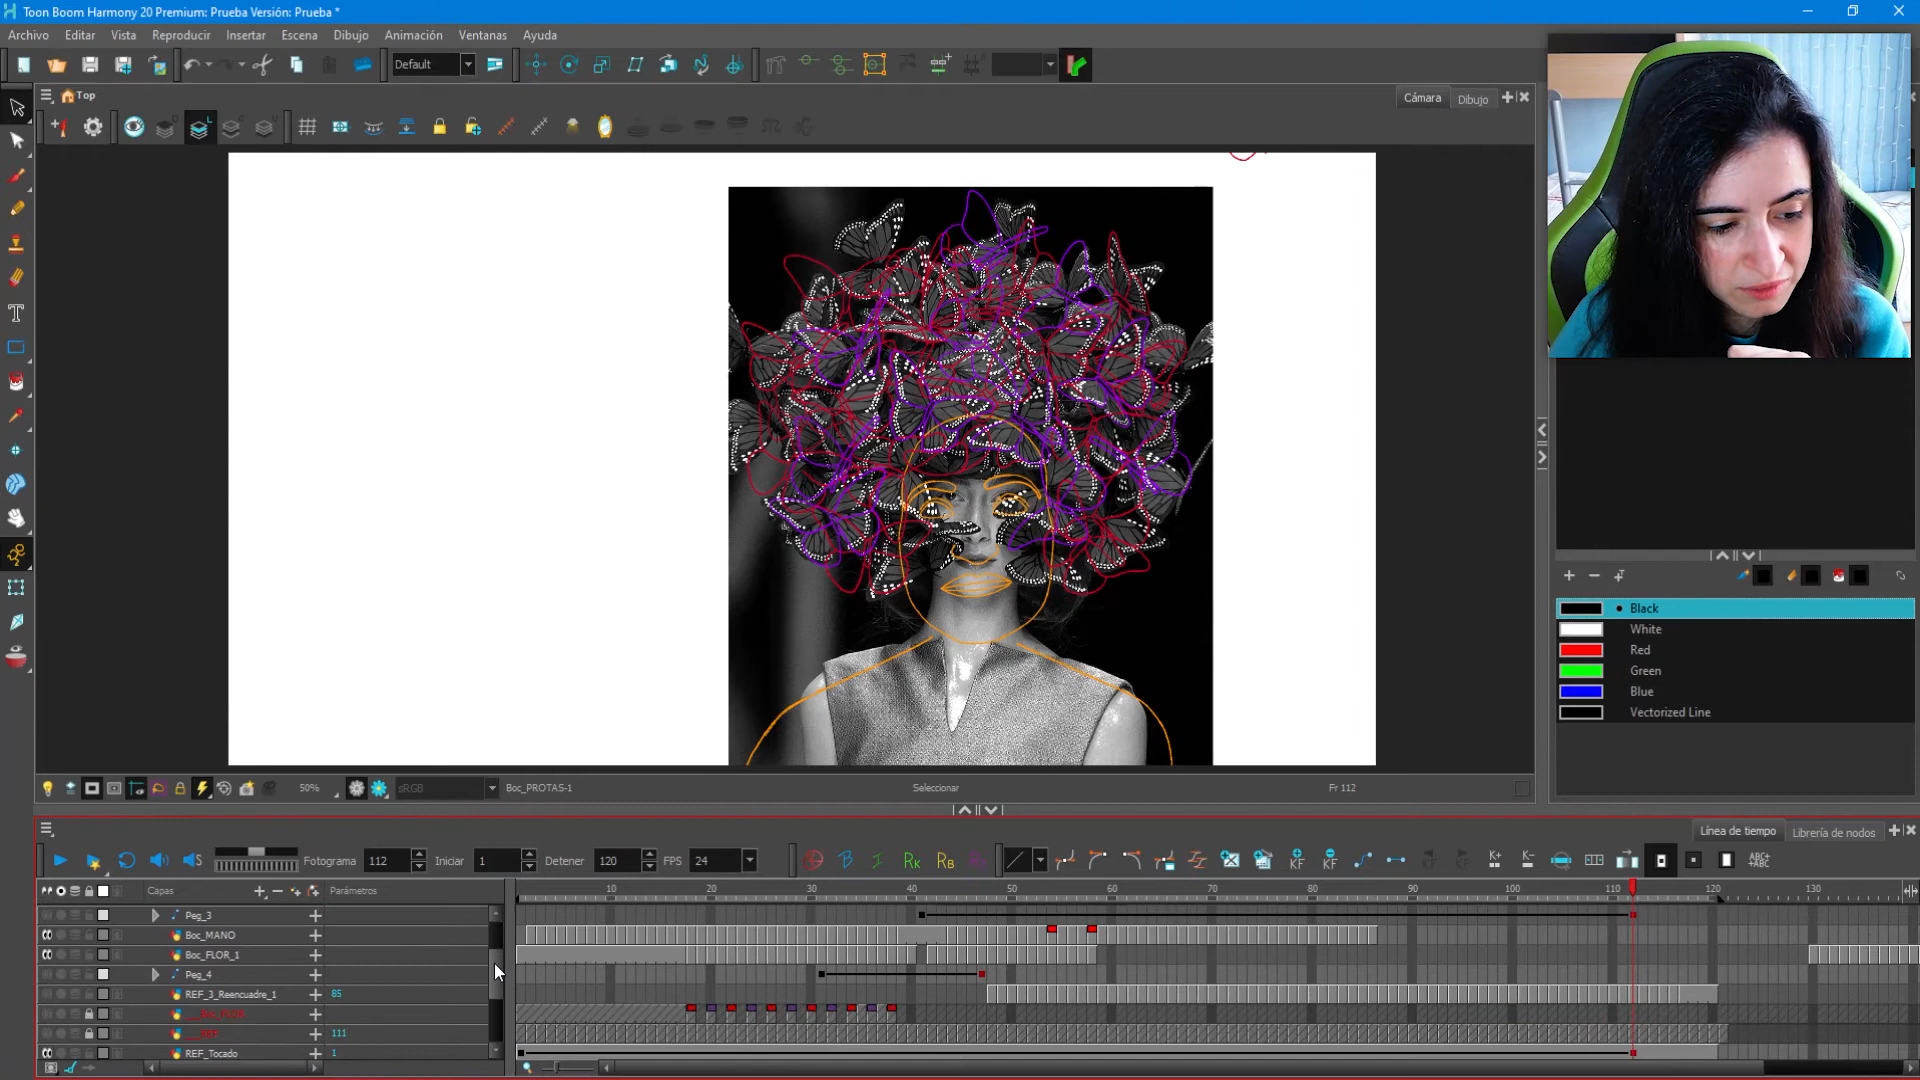 Toon Boom Harmony 20 Premium: Prueba Versión: Prueba *
Archivo Editar Vista Reproducir Insertar Escena Dibujo Animación Ventanas Ayuda
Default
Top
Cámara Dibujo
Black
White
Red
Green
Blue
Vectorized Line
50% sRGB Boc_PROTAS-1 Seleccionar Fr 112
Línea de tiempo Librería de nodos
Fotograma 112 Iniciar 1 Detener 120 FPS 24
Capas Parámetros 10 20 30 40 50 60 70 80 90 100 110 120 130
Peg_3
Boc_MANO
Boc_FLOR_1
Peg_4
REF_3_Reencuadre_1 85
111
REF_Tocado 1